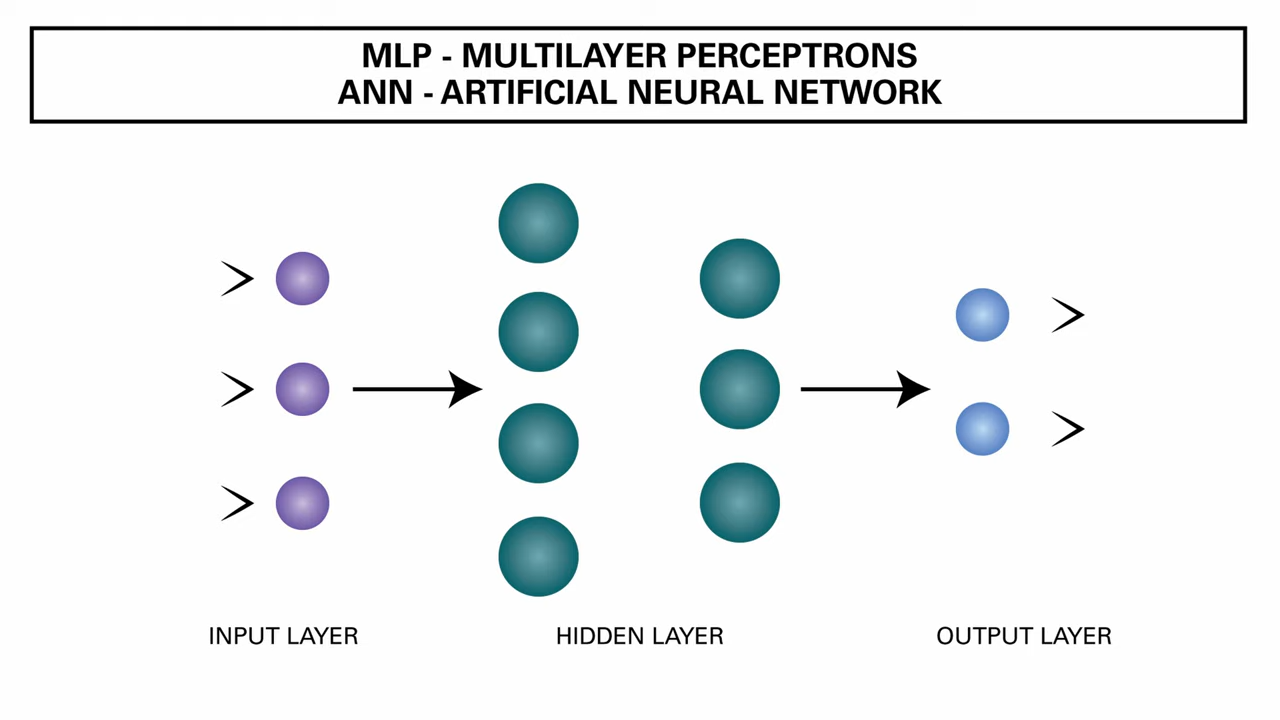 MLP - MULTILAYER PERCEPTRONS
ANN - ARTIFICIAL NEURAL NETWORK
INPUT LAYER
HIDDEN LAYER
OUTPUT LAYER